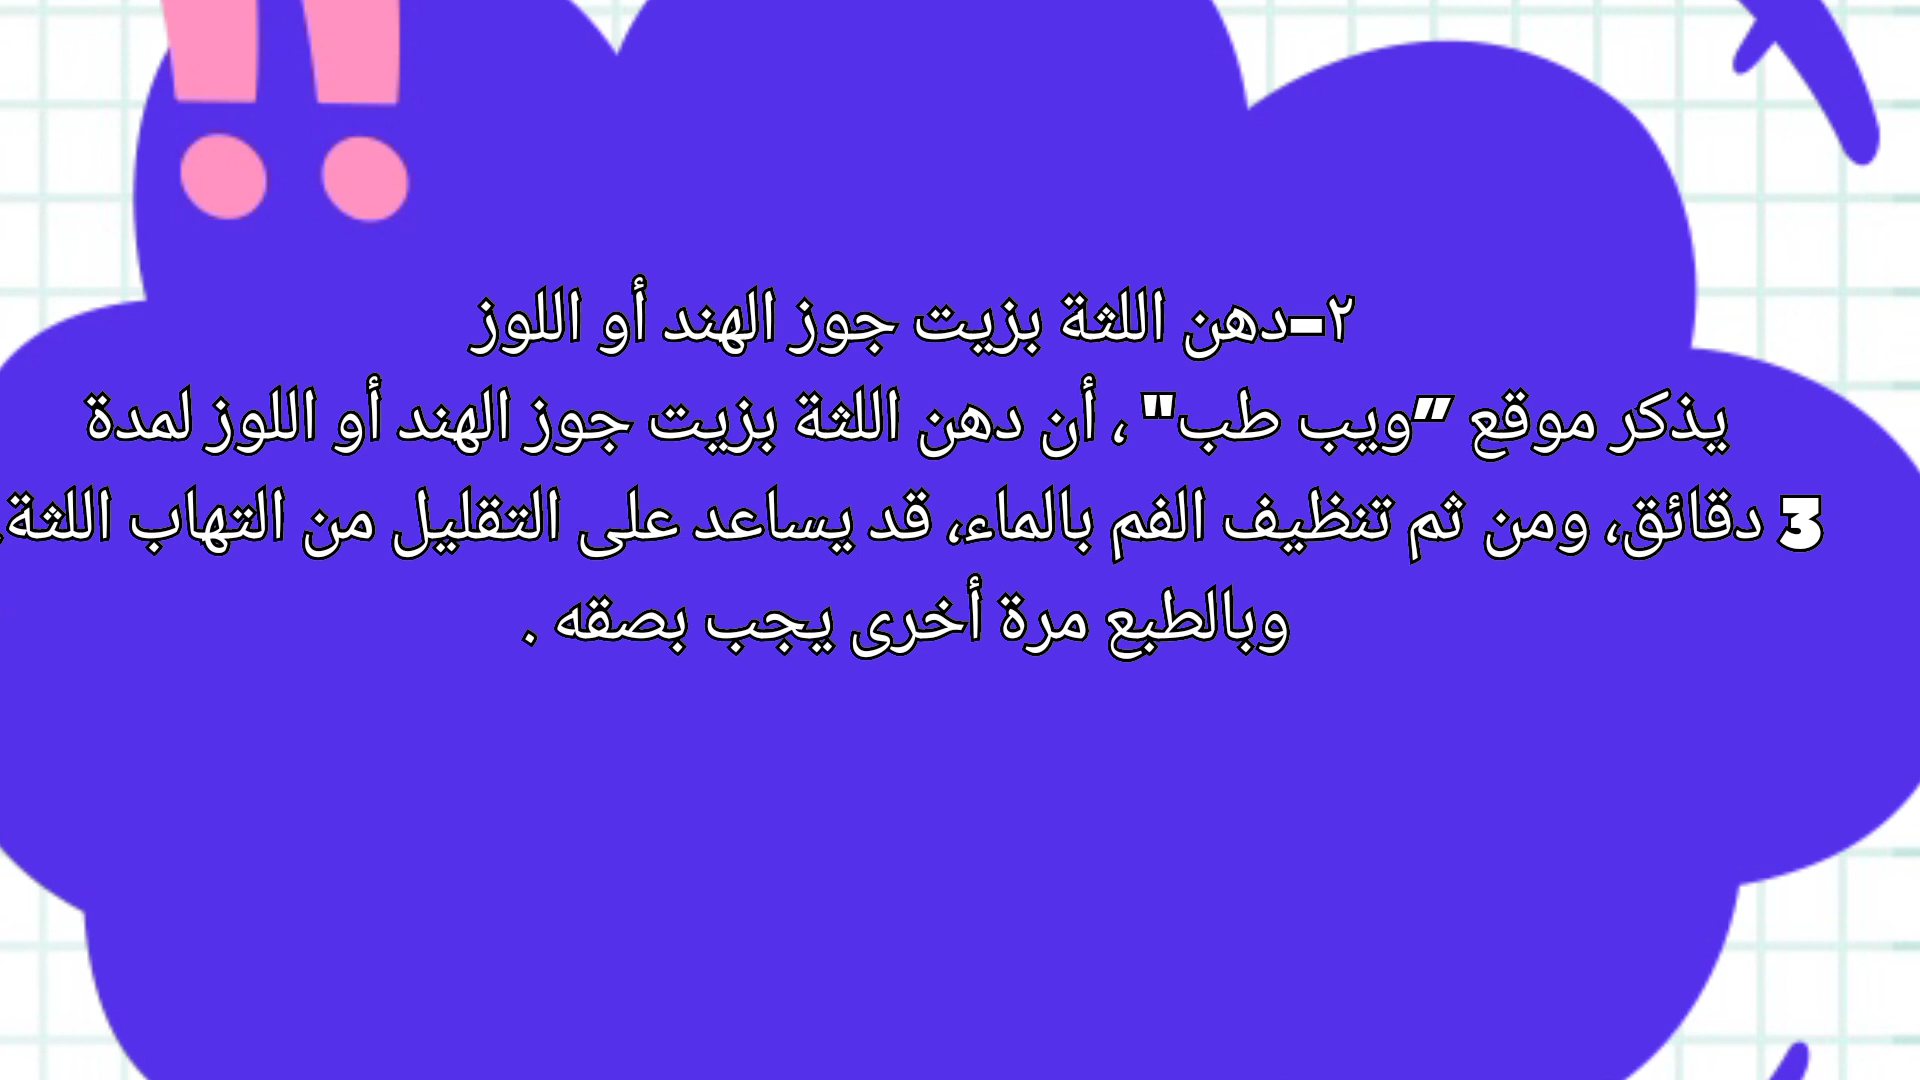 ٢–دهن اللثة بزيت جوز الهند أو اللوز
يذكر موقع ”ويب طب"، أن دهن اللثة بزيت جوز الهند أو اللوز لمدة
3 دقائق، ومن ثم تنظيف الفم بالماء، قد يساعد على التقليل من التهاب اللثة،
وبالطبع مرة أخرى يجب بصقه .